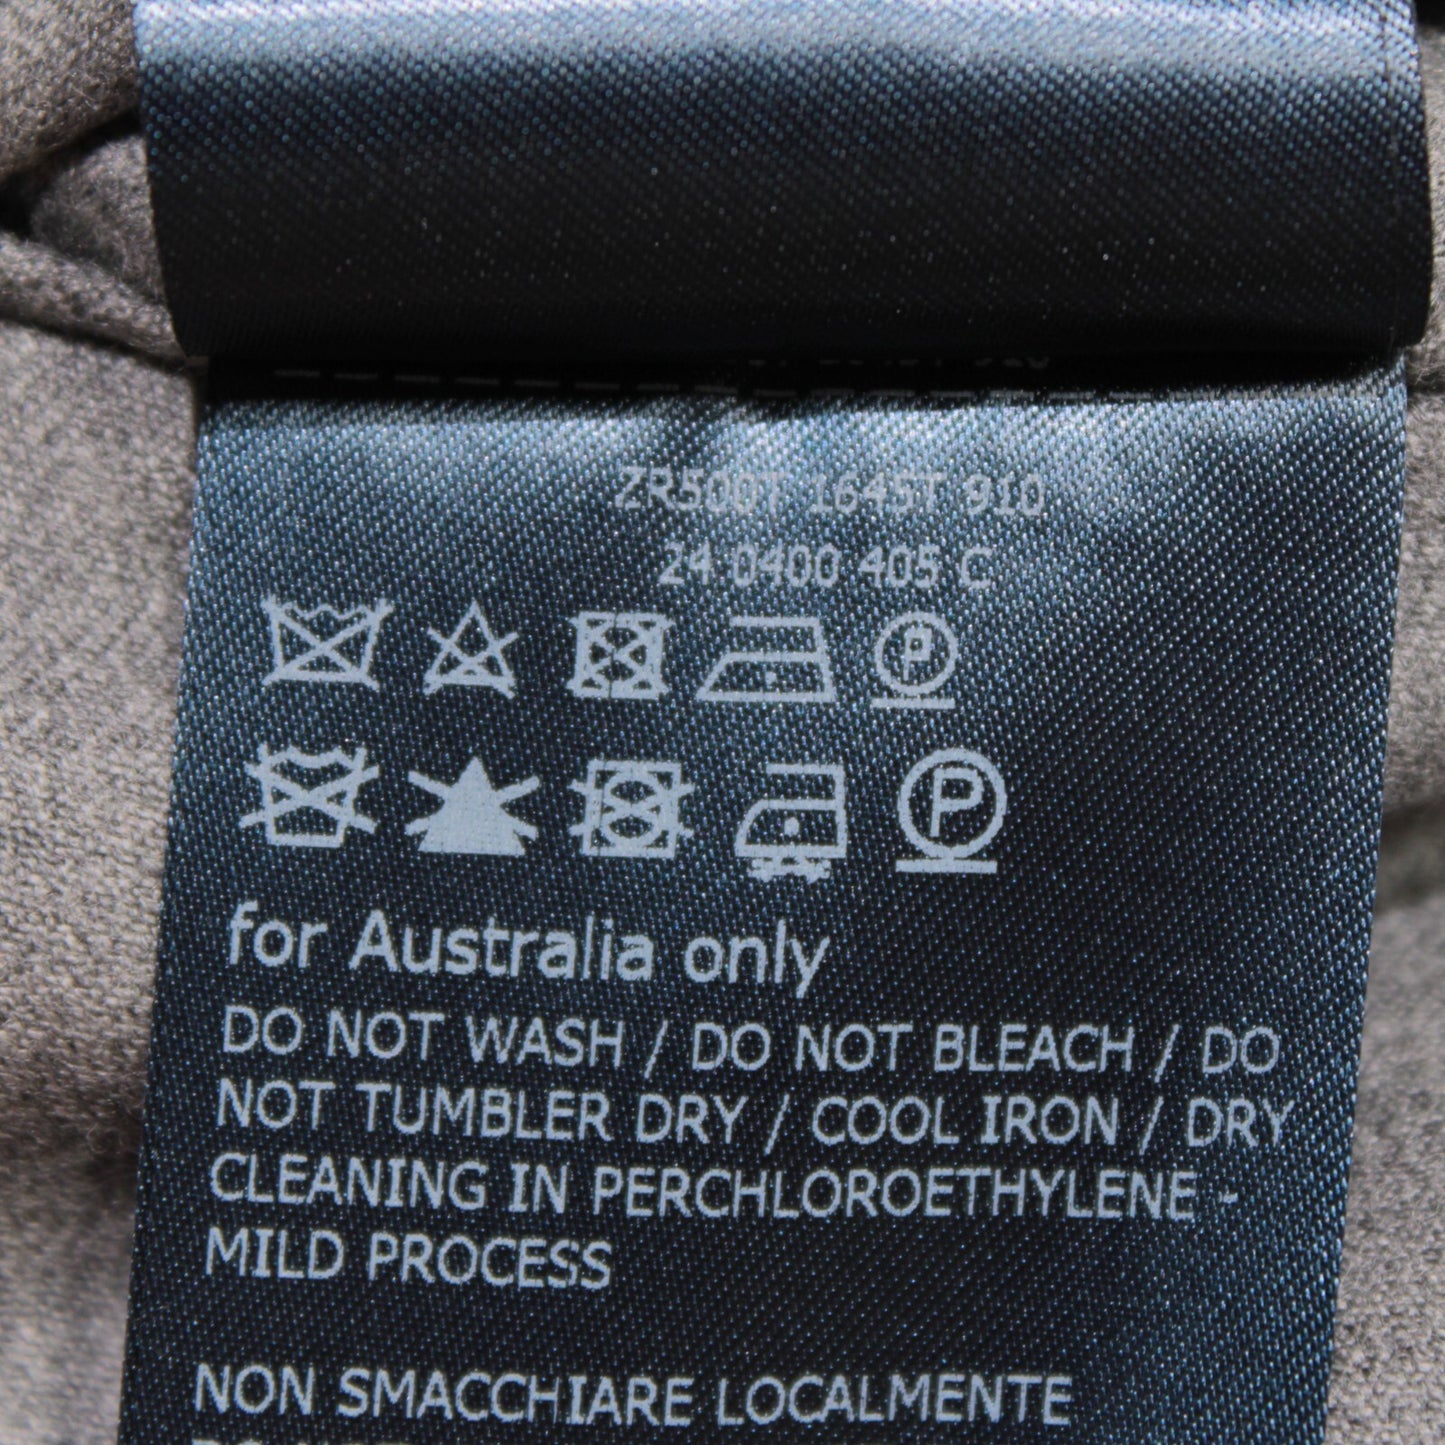 ZR500T 1645T 910
24 0400 405 C
P
P
for Australia only
DO NOT WASH / DO NOT BLEACH / DO
NOT TUMBLER DRY / COOL IRON / DRY
CLEANING IN PERCHLOROETHYLENE -
MILD PROCESS
NON SMACCHIARE LOCALMENTE